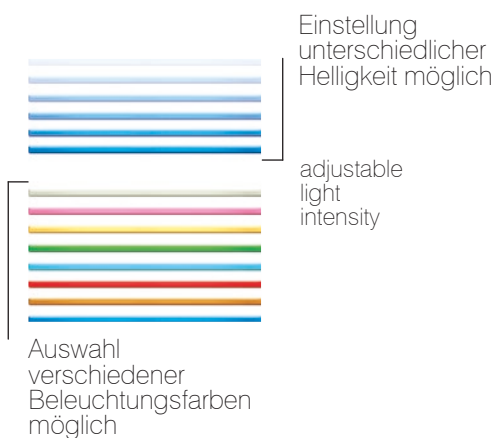 Einstellung
unterschiedlicher
Helligkeit möglich
adjustable
light
intensity
Auswahl
verschiedener
Beleuchtungsfarben
möglich